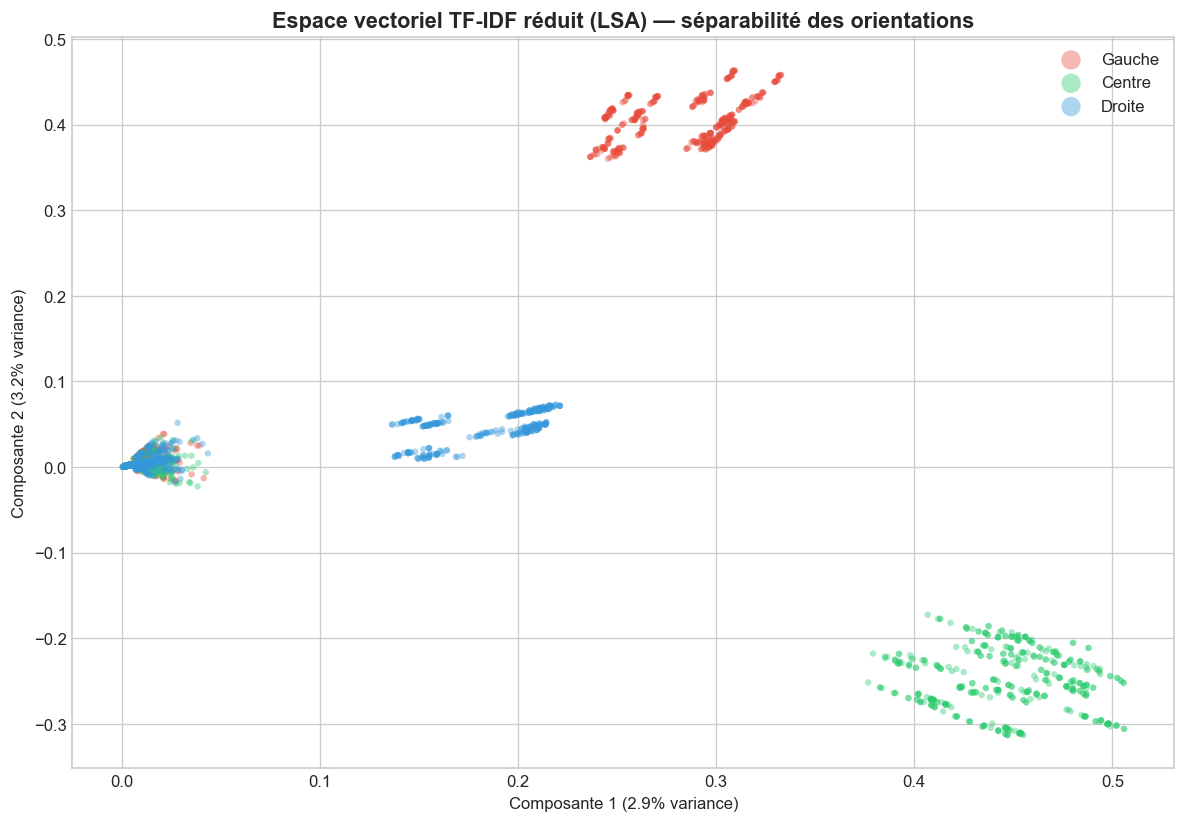 Espace vectoriel TF-IDF réduit (LSA) — séparabilité des orientations
Gauche
Centre
Droite
0.5
0.4
0.3
0.2
0.1
0.0
−0.1
−0.2
−0.3
Composante 2 (3.2% variance)
0.0
0.1
0.2
0.3
0.4
0.5
Composante 1 (2.9% variance)